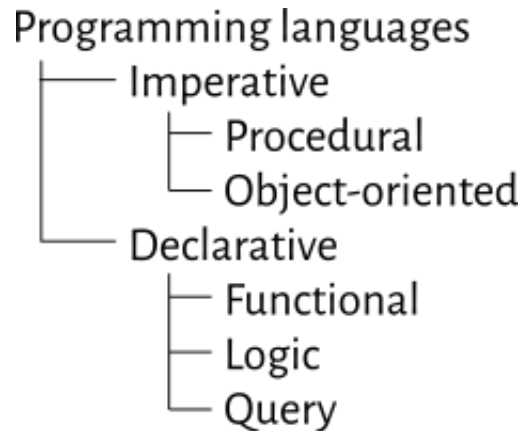 Programming languages
Imperative
Procedural
Object-oriented
Declarative
Functional
Logic
Query